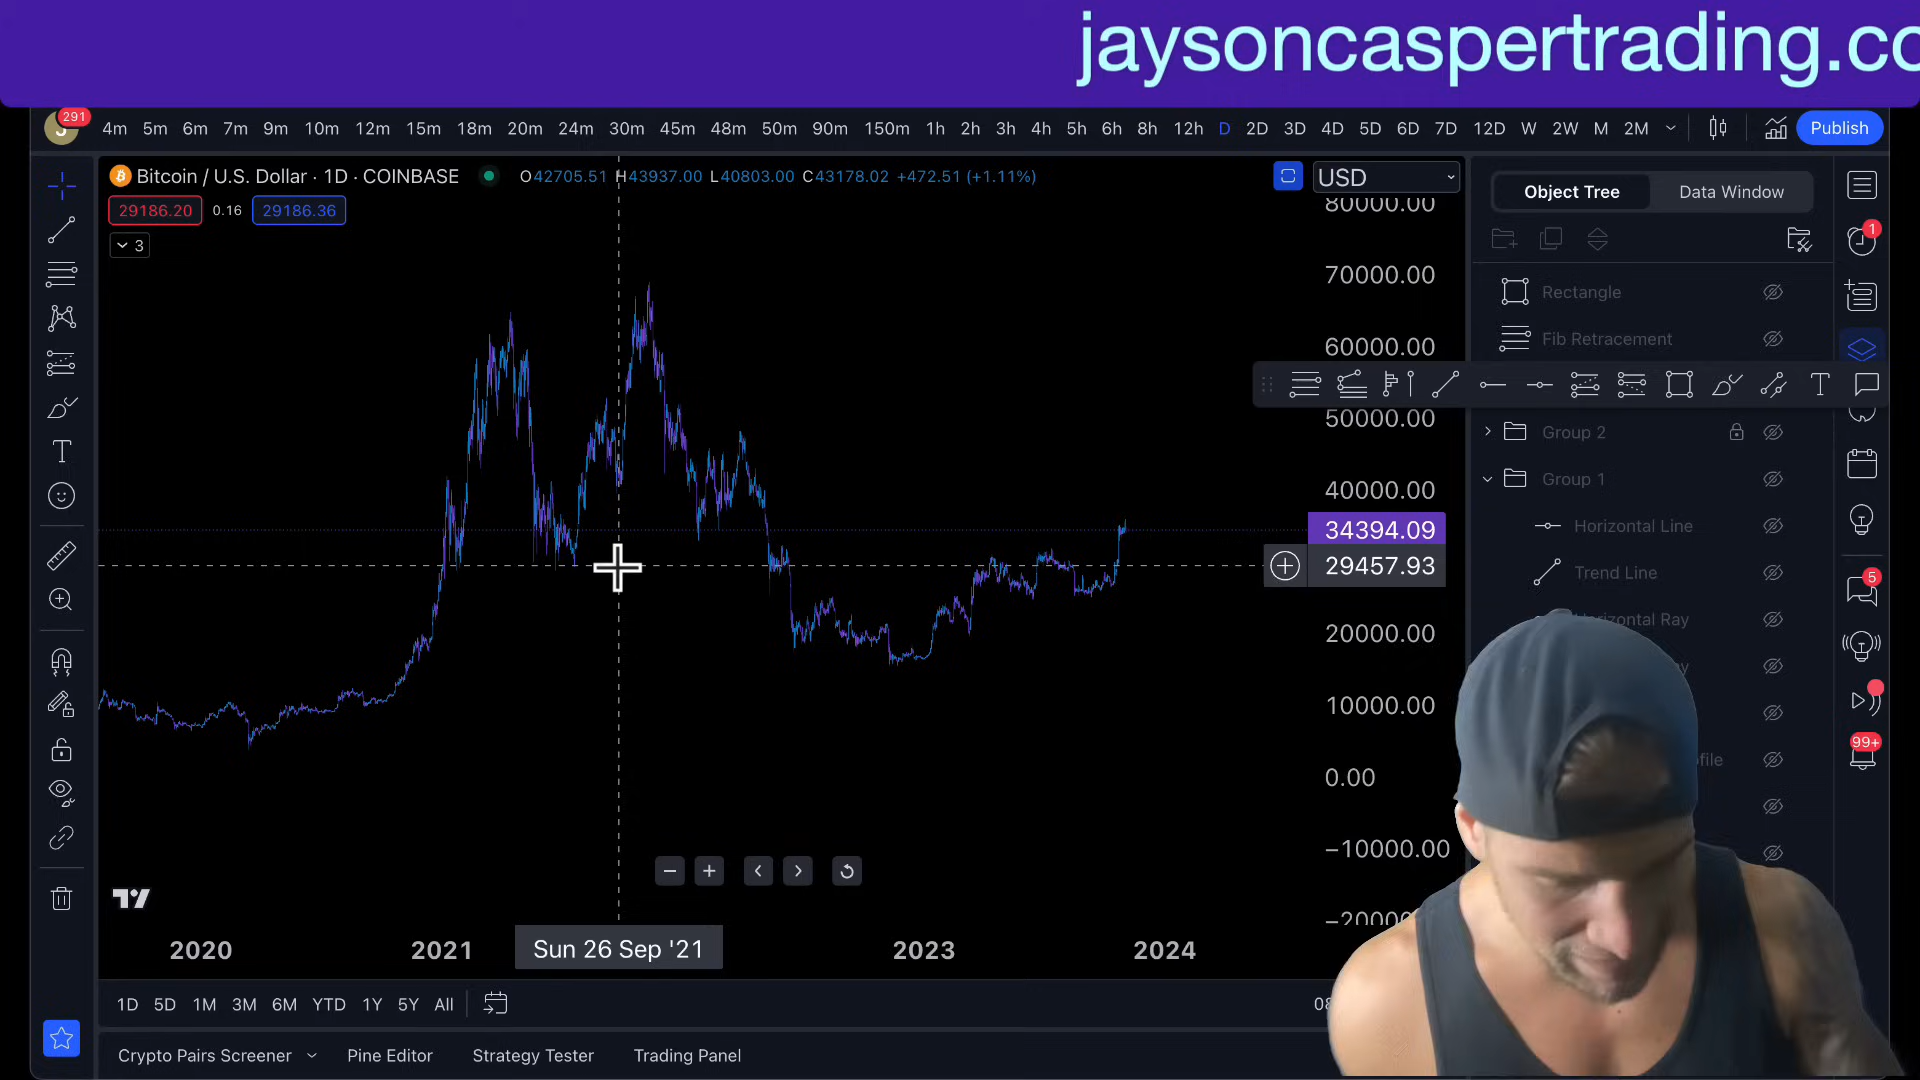 jaysoncaspertrading.co
291
4m 5m 6m 7m 9m 10m 12m 15m 18m 20m 24m 30m 45m 48m 50m 90m 150m 1h 2h 3h 4h 5h 6h 8h 12h D 2D 3D 4D 5D 6D 7D 12D W 2W M 2M Publish
Bitcoin / U.S. Dollar · 1D · COINBASE O42705.51 H43937.00 L40803.00 C43178.02 +472.51 (+1.11%) USD
29186.20 0.16 29186.36
3
80000.00
70000.00
60000.00
50000.00
40000.00
34394.09
29457.93
20000.00
10000.00
0.00
−10000.00
2020 2021 Sun 26 Sep '21 2023 2024
1D 5D 1M 3M 6M YTD 1Y 5Y All
Crypto Pairs Screener Pine Editor Strategy Tester Trading Panel
Object Tree Data Window
Rectangle
Fib Retracement
Group 2
Group 1
Horizontal Line
Trend Line
1
5
99+